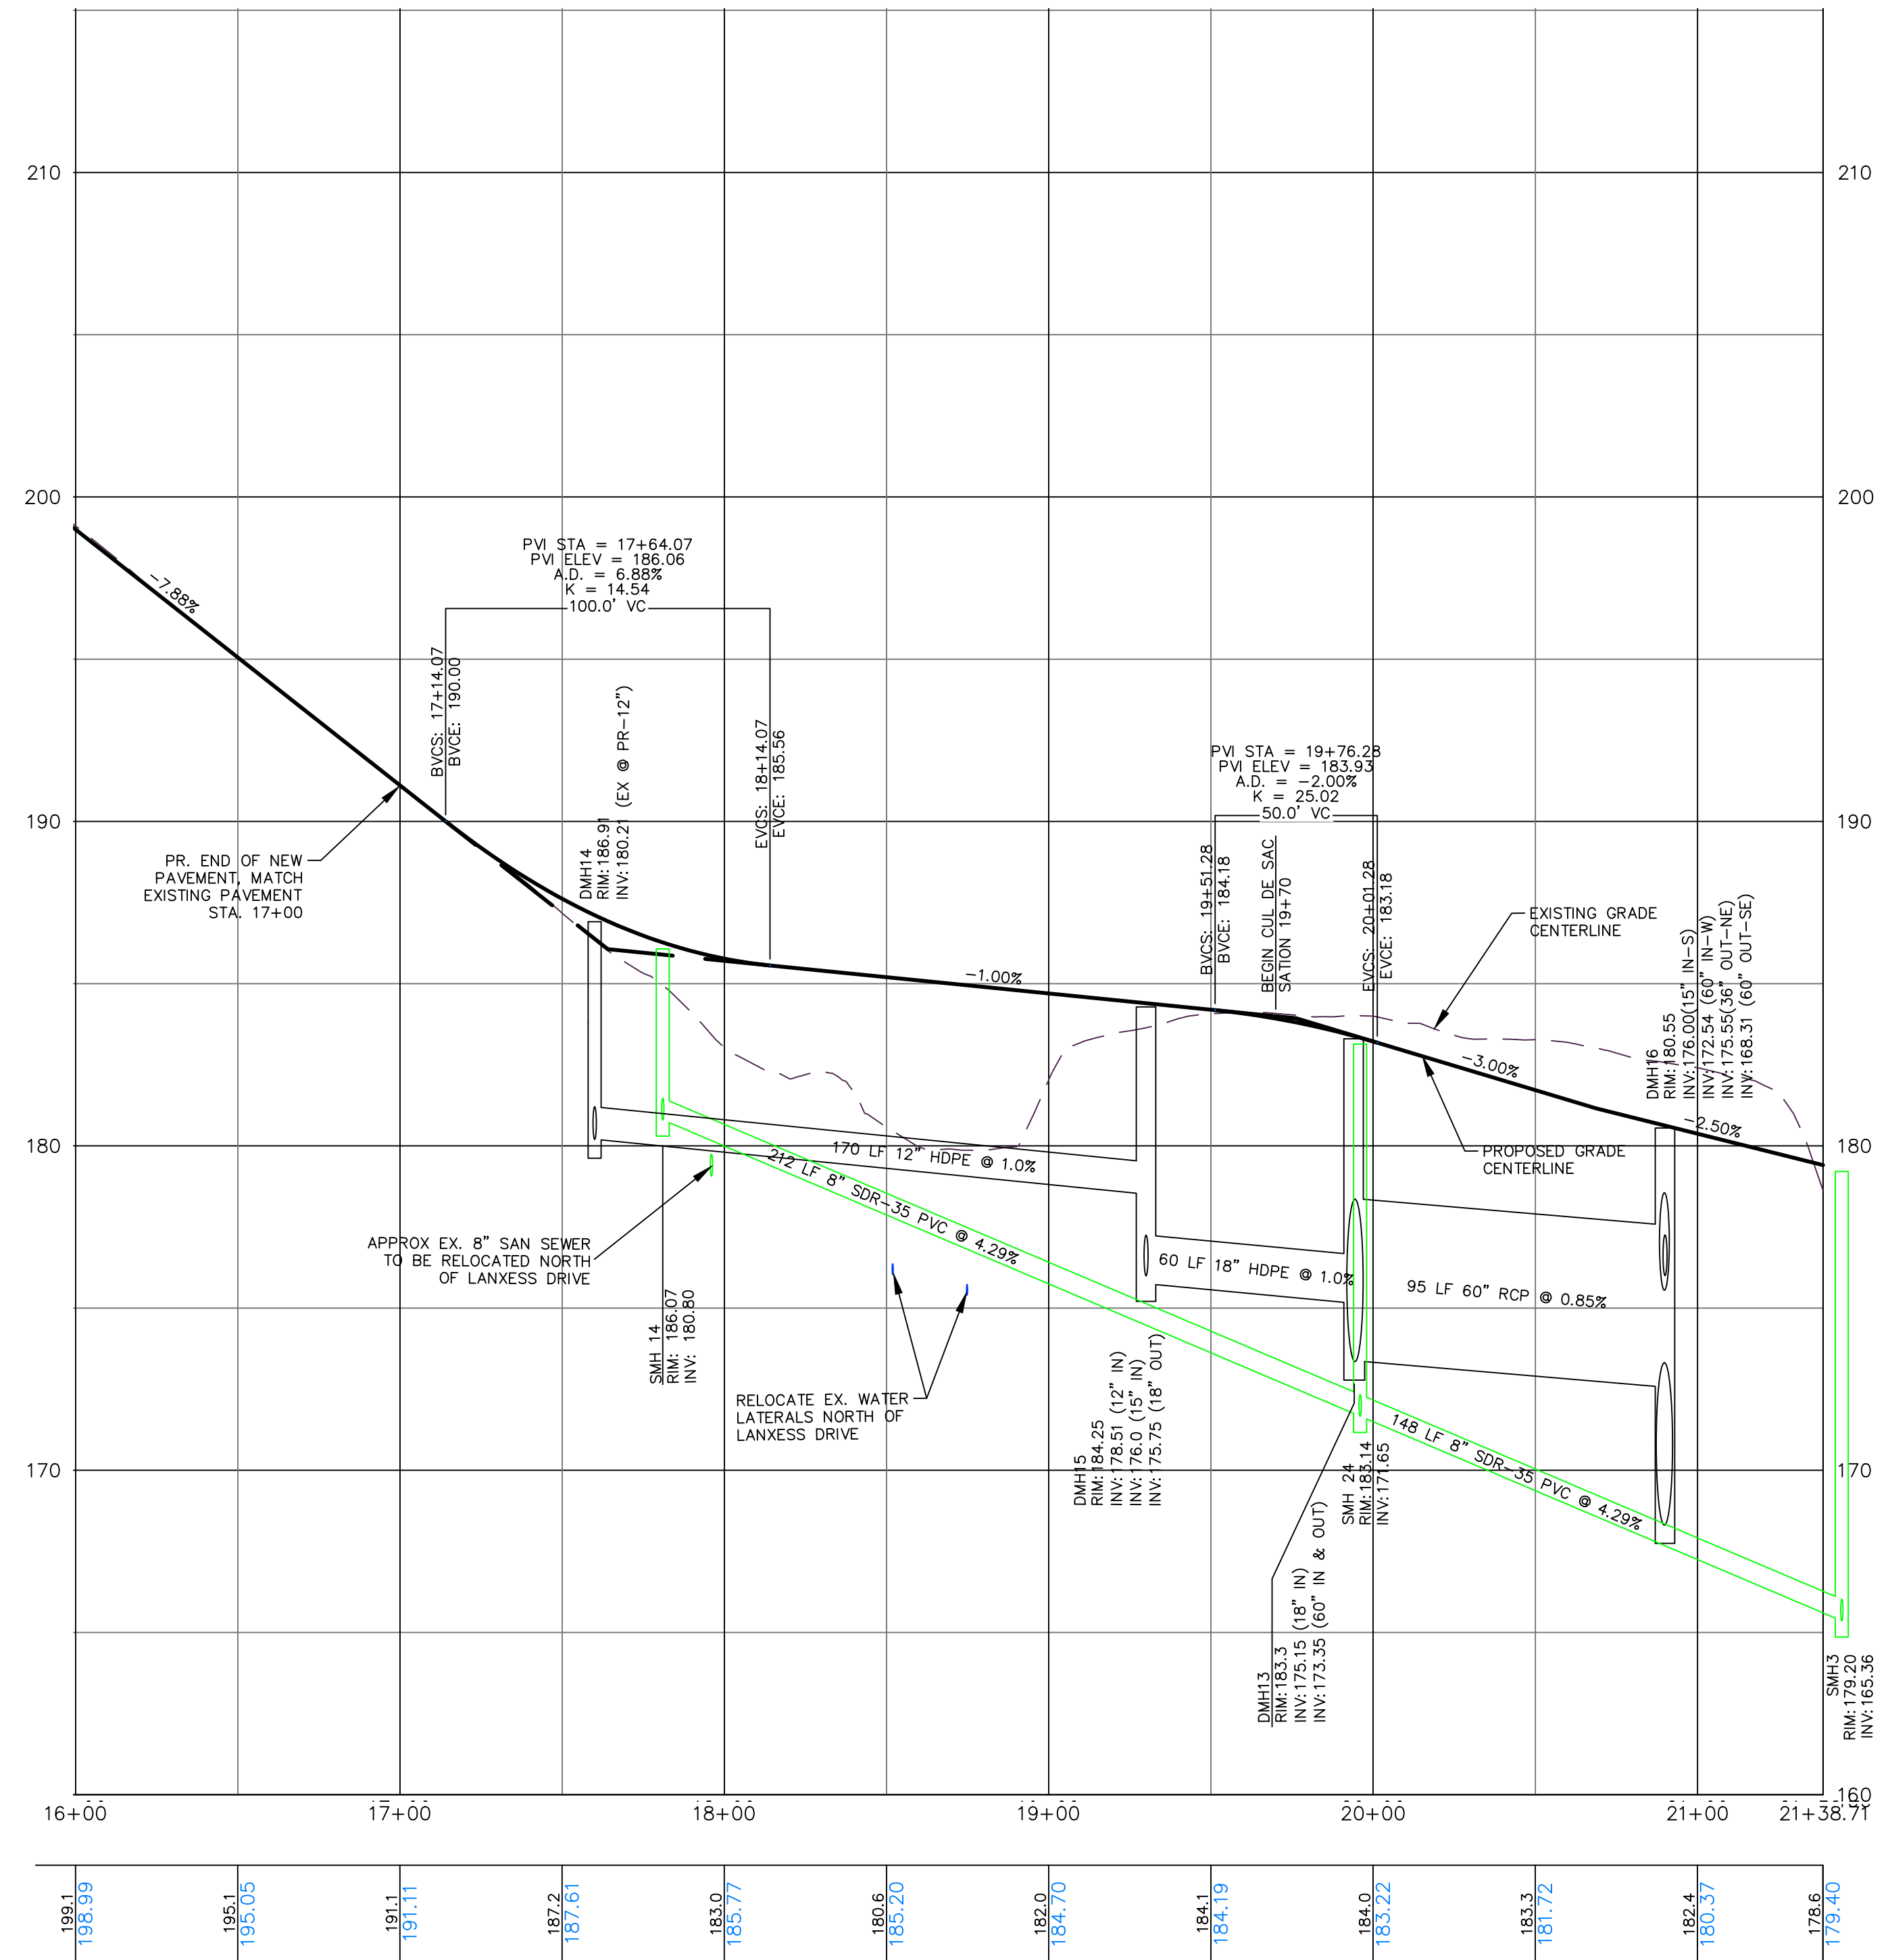 210
210
200
200
190
190
180
180
170
170
160
160
-7.88%
PVI STA = 17+64.07
PVI ELEV = 186.06
A.D. = 6.88%
K = 14.54
100.0' VC
BVCS: 17+14.07
BVCE: 190.00
EVCS: 18+14.07
EVCE: 185.56
PR. END OF NEW
PAVEMENT, MATCH
EXISTING PAVEMENT
STA. 17+00
DMH14
RIM:186.91
INV:180.21 (EX @ PR-12")
-1.00%
PVI STA = 19+76.28
PVI ELEV = 183.93
A.D. = -2.00%
K = 25.02
50.0' VC
BVCS: 19+51.28
BVCE: 184.18
BEGIN CUL DE SAC
SATION 19+70
EVCS: 20+01.28
EVCE: 183.18
EXISTING GRADE
CENTERLINE
-3.00%
DMH16
RIM:180.55
INV:176.00(15" IN-S)
INV:172.54 (60" IN-W)
INV:175.55(36" OUT-NE)
INV:168.31 (60" OUT-SE)
-2.50%
PROPOSED GRADE
CENTERLINE
170 LF 12" HDPE @ 1.0%
212 LF 8" SDR-35 PVC @ 4.29%
60 LF 18" HDPE @ 1.0%
95 LF 60" RCP @ 0.85%
148 LF 8" SDR-35 PVC @ 4.29%
APPROX EX. 8" SAN SEWER
TO BE RELOCATED NORTH
OF LANXESS DRIVE
SMH 14
RIM: 186.07
INV: 180.80
RELOCATE EX. WATER
LATERALS NORTH OF
LANXESS DRIVE
DMH15
RIM:184.25
INV:178.51 (12" IN)
INV:176.0 (15" IN)
INV:175.75 (18" OUT)
SMH 24
RIM:183.14
INV:171.65
DMH13
RIM:183.3
INV:175.15 (18" IN)
INV:173.35 (60" IN & OUT)
SMH3
RIM:179.20
INV:165.36
16+00
17+00
18+00
19+00
20+00
21+00
21+38.71
199.1
198.99
195.1
195.05
191.1
191.11
187.2
187.61
183.0
185.77
180.6
185.20
182.0
184.70
184.1
184.19
184.0
183.22
183.3
181.72
182.4
180.37
178.6
179.40